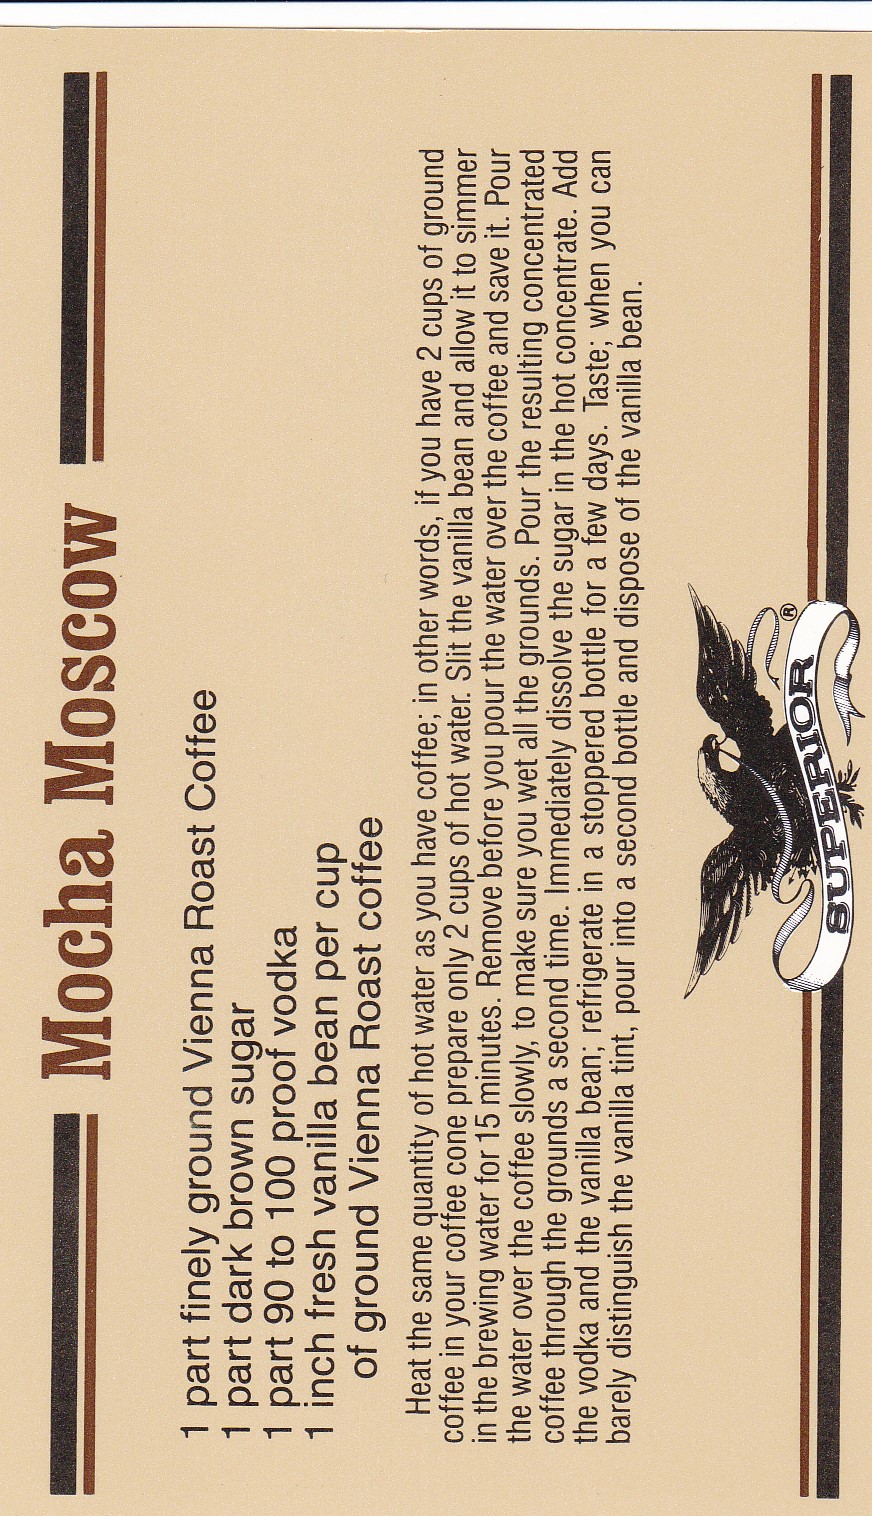 Mocha Moscow
1 part finely ground Vienna Roast Coffee
1 part dark brown sugar
1 part 90 to 100 proof vodka
1 inch fresh vanilla bean per cup
of ground Vienna Roast coffee
Heat the same quantity of hot water as you have coffee; in other words, if you have 2 cups of ground
coffee in your coffee cone prepare only 2 cups of hot water. Slit the vanilla bean and allow it to simmer
in the brewing water for 15 minutes. Remove before you pour the water over the coffee and save it. Pour
the water over the coffee slowly, to make sure you wet all the grounds. Pour the resulting concentrated
coffee through the grounds a second time. Immediately dissolve the sugar in the hot concentrate. Add
the vodka and the vanilla bean; refrigerate in a stoppered bottle for a few days. Taste; when you can
barely distinguish the vanilla tint, pour into a second bottle and dispose of the vanilla bean.
SUPERIOR ®